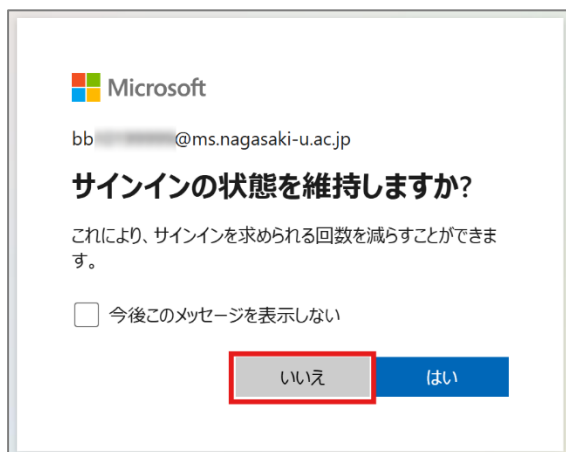 Microsoft
bb @ms.nagasaki-u.ac.jp
サインインの状態を維持しますか?
これにより、サインインを求められる回数を減らすことができま
す。
今後このメッセージを表示しない
いいえ はい